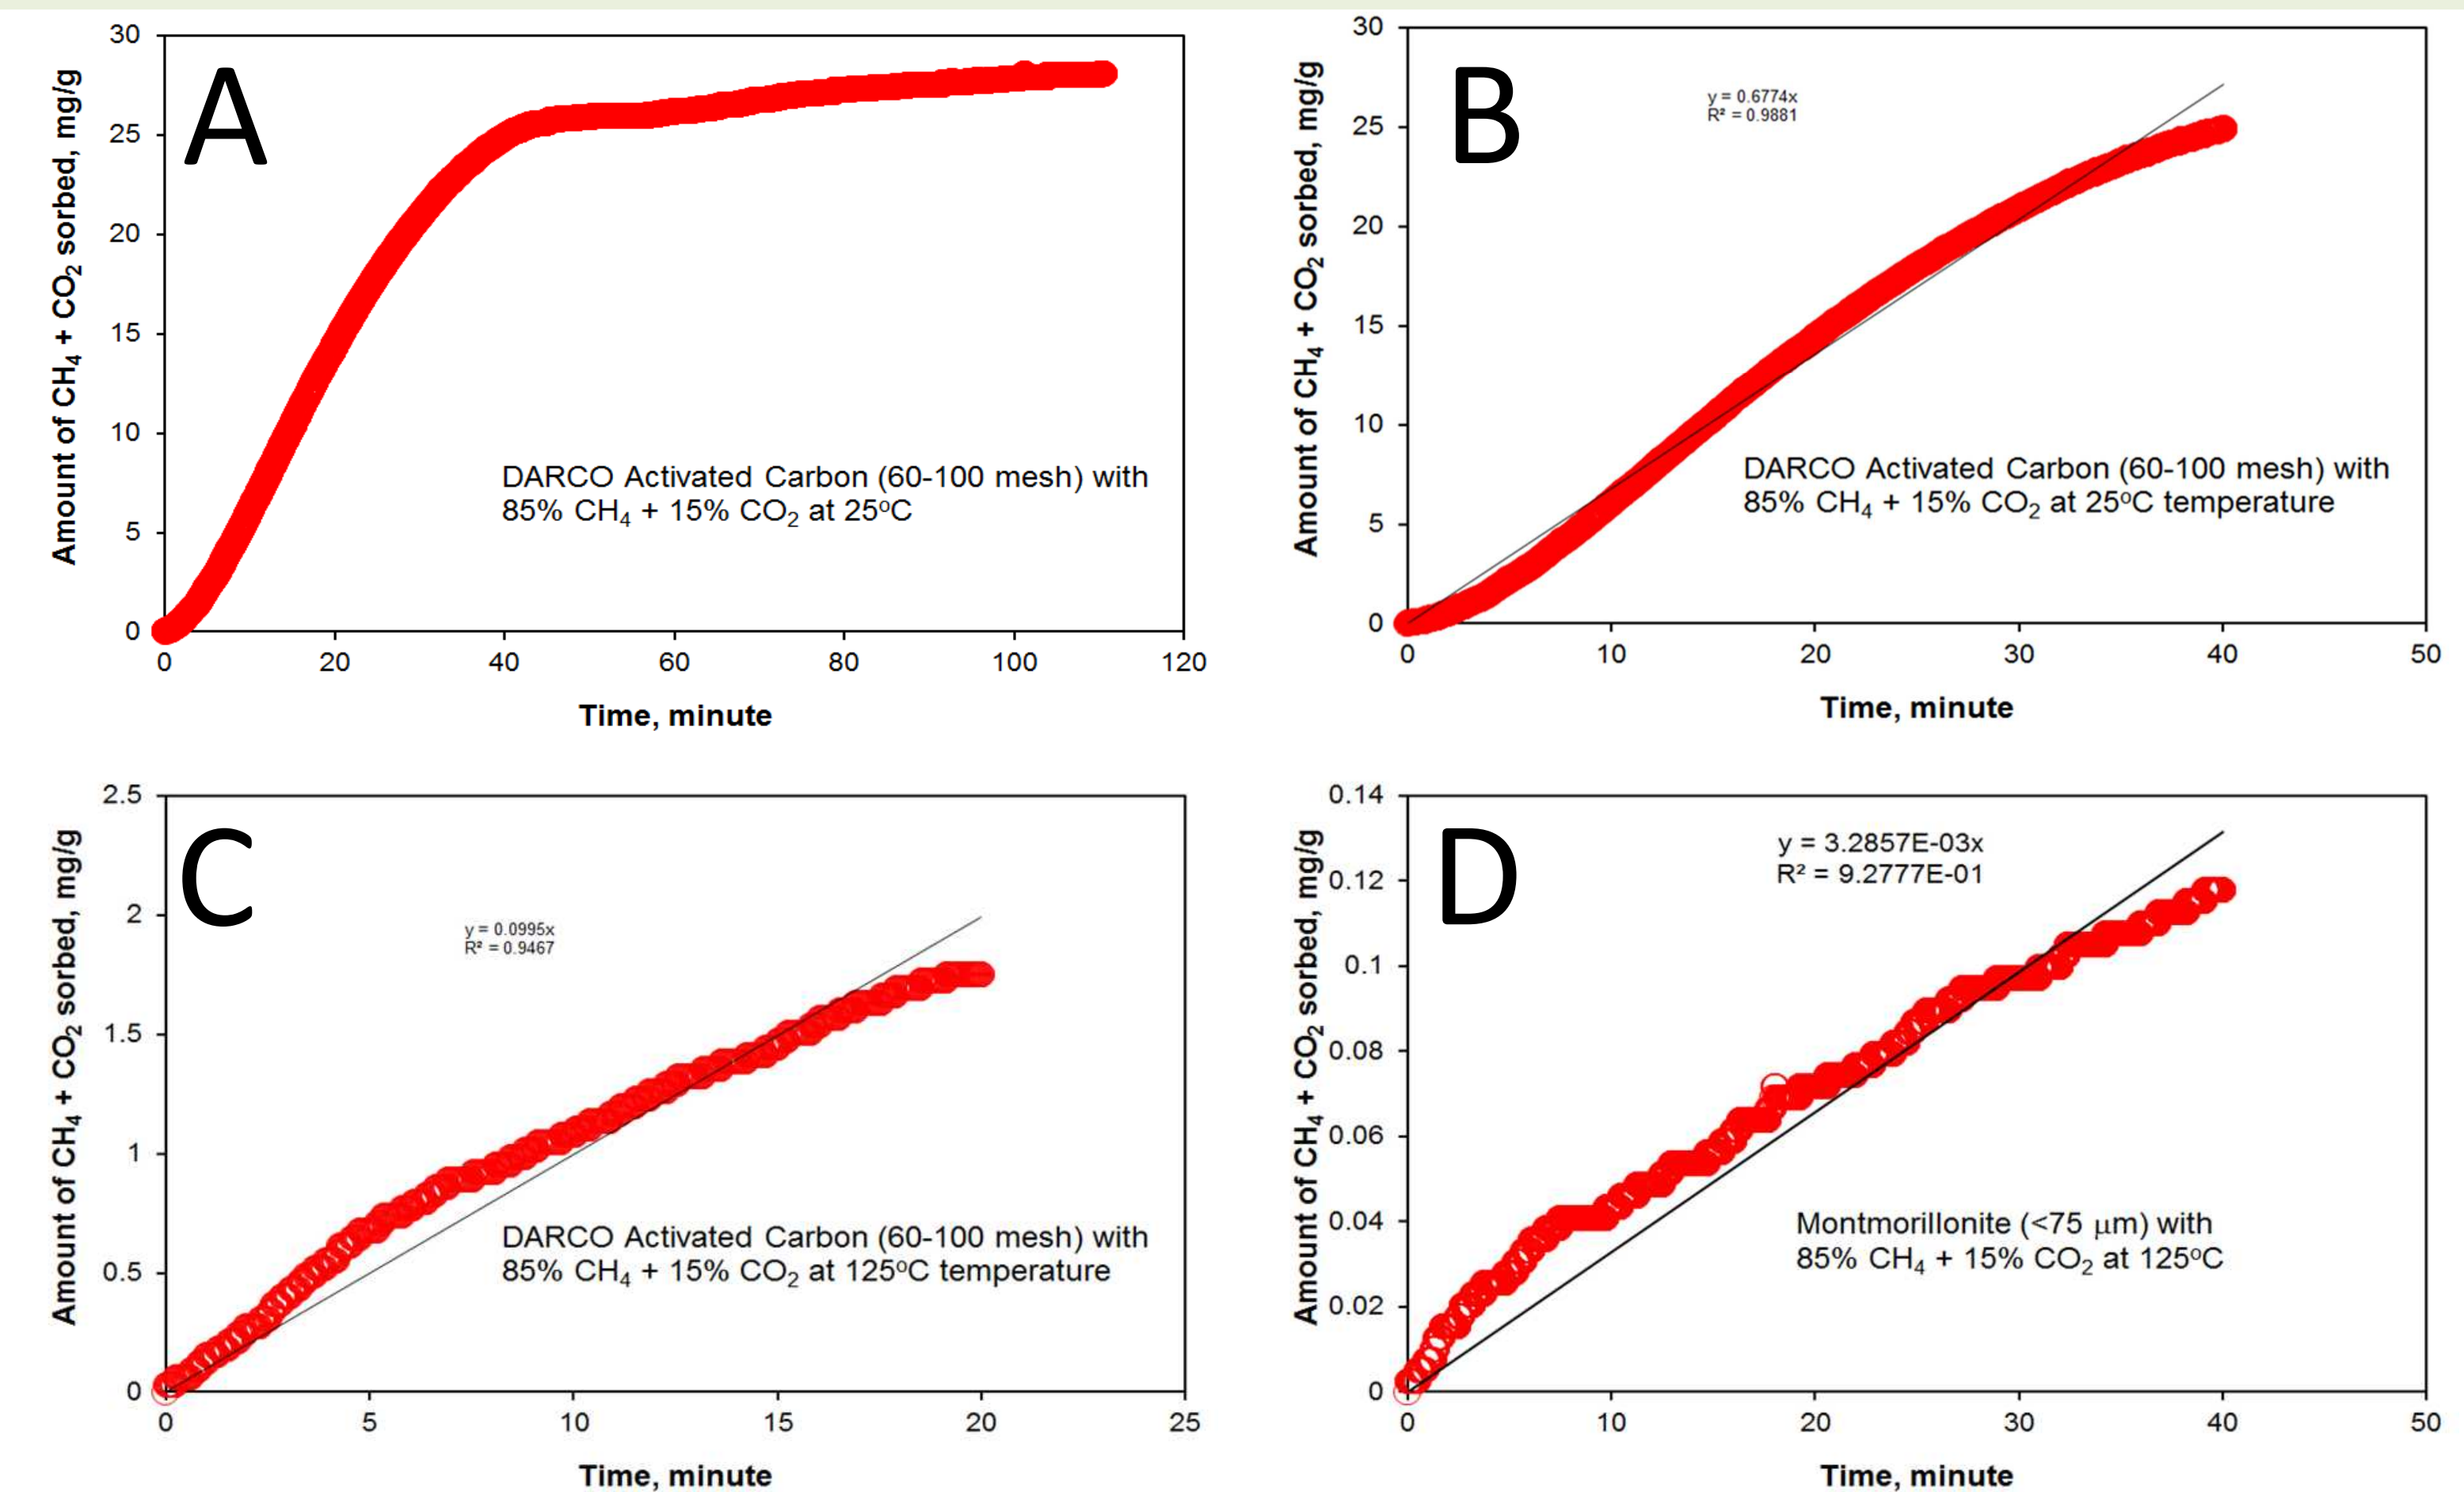 A
Amount of CH₄ + CO₂ sorbed, mg/g
30
25
20
15
10
5
0
DARCO Activated Carbon (60-100 mesh) with
85% CH₄ + 15% CO₂ at 25°C
0 20 40 60 80 100 120
Time, minute
B
Amount of CH₄ + CO₂ sorbed, mg/g
30
25
20
15
10
5
0
y = 0.6774x
R² = 0.9881
DARCO Activated Carbon (60-100 mesh) with
85% CH₄ + 15% CO₂ at 25°C temperature
0 10 20 30 40 50
Time, minute
C
Amount of CH₄ + CO₂ sorbed, mg/g
2.5
2
1.5
1
0.5
0
y = 0.0995x
R² = 0.9467
DARCO Activated Carbon (60-100 mesh) with
85% CH₄ + 15% CO₂ at 125°C temperature
0 5 10 15 20 25
Time, minute
D
Amount of CH₄ + CO₂ sorbed, mg/g
0.14
0.12
0.1
0.08
0.06
0.04
0.02
0
y = 3.2857E-03x
R² = 9.2777E-01
Montmorillonite (<75 μm) with
85% CH₄ + 15% CO₂ at 125°C
0 10 20 30 40 50
Time, minute